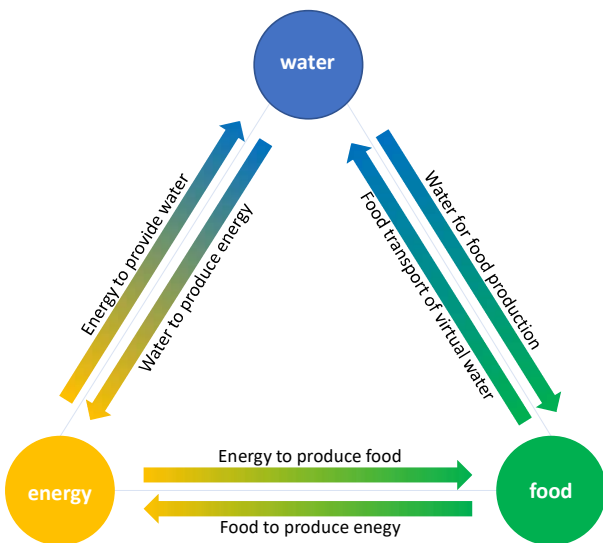 water
Energy to provide water
Water to produce energy
Food transport of virtual water
Water for food production
energy
Energy to produce food
Food to produce enegy
food